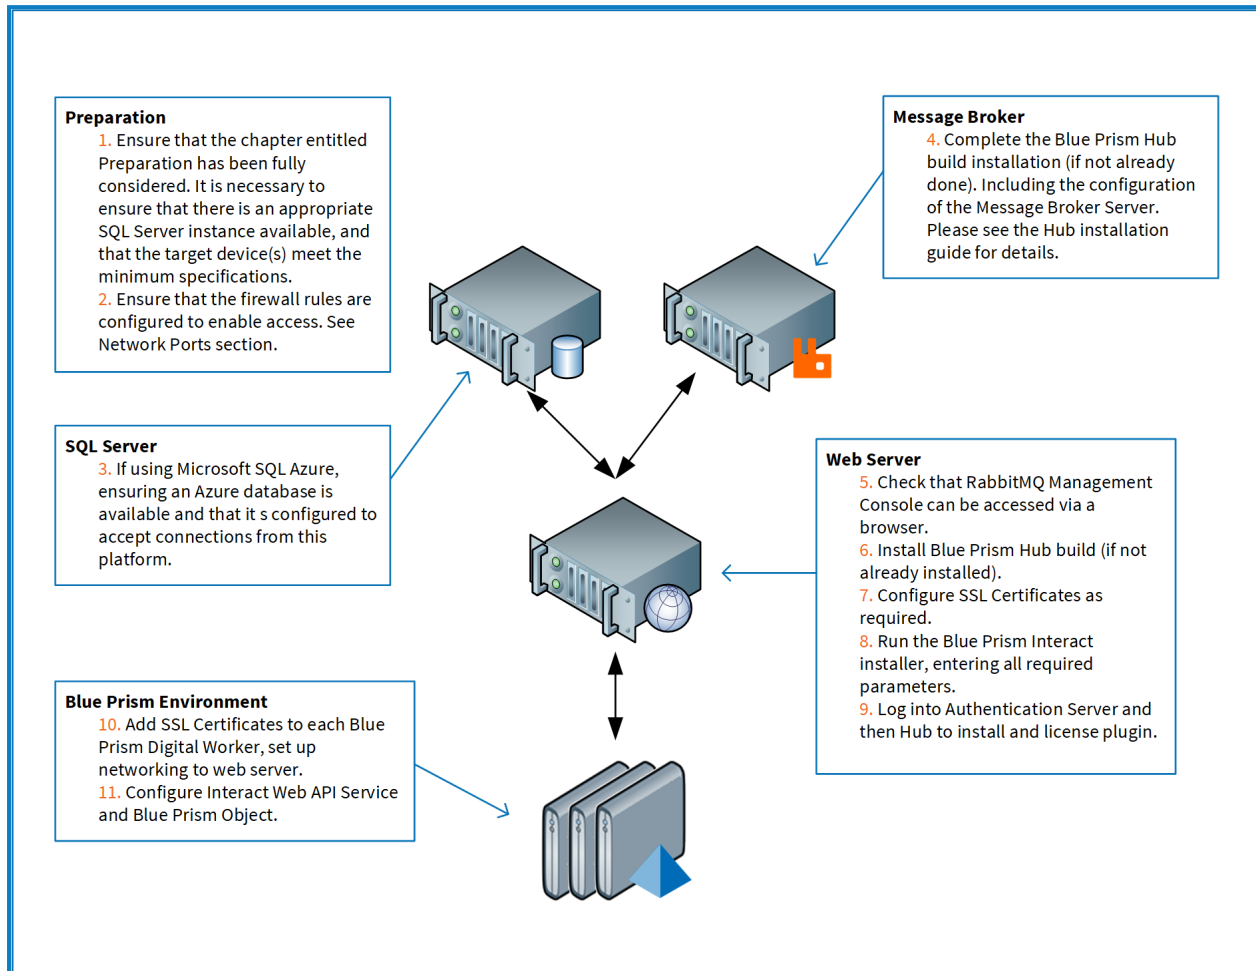 Preparation
1. Ensure that the chapter entitled
Preparation has been fully
considered. It is necessary to
ensure that there is an appropriate
SQL Server instance available, and
that the target device(s) meet the
minimum specifications.
2. Ensure that the firewall rules are
configured to enable access. See
Network Ports section.
SQL Server
3. If using Microsoft SQL Azure,
ensuring an Azure database is
available and that it s configured to
accept connections from this
platform.
Message Broker
4. Complete the Blue Prism Hub
build installation (if not already
done). Including the configuration
of the Message Broker Server.
Please see the Hub installation
guide for details.
Web Server
5. Check that RabbitMQ Management
Console can be accessed via a
browser.
6. Install Blue Prism Hub build (if not
already installed).
7. Configure SSL Certificates as
required.
8. Run the Blue Prism Interact
installer, entering all required
parameters.
9. Log into Authentication Server and
then Hub to install and license plugin.
Blue Prism Environment
10. Add SSL Certificates to each Blue
Prism Digital Worker, set up
networking to web server.
11. Configure Interact Web API Service
and Blue Prism Object.